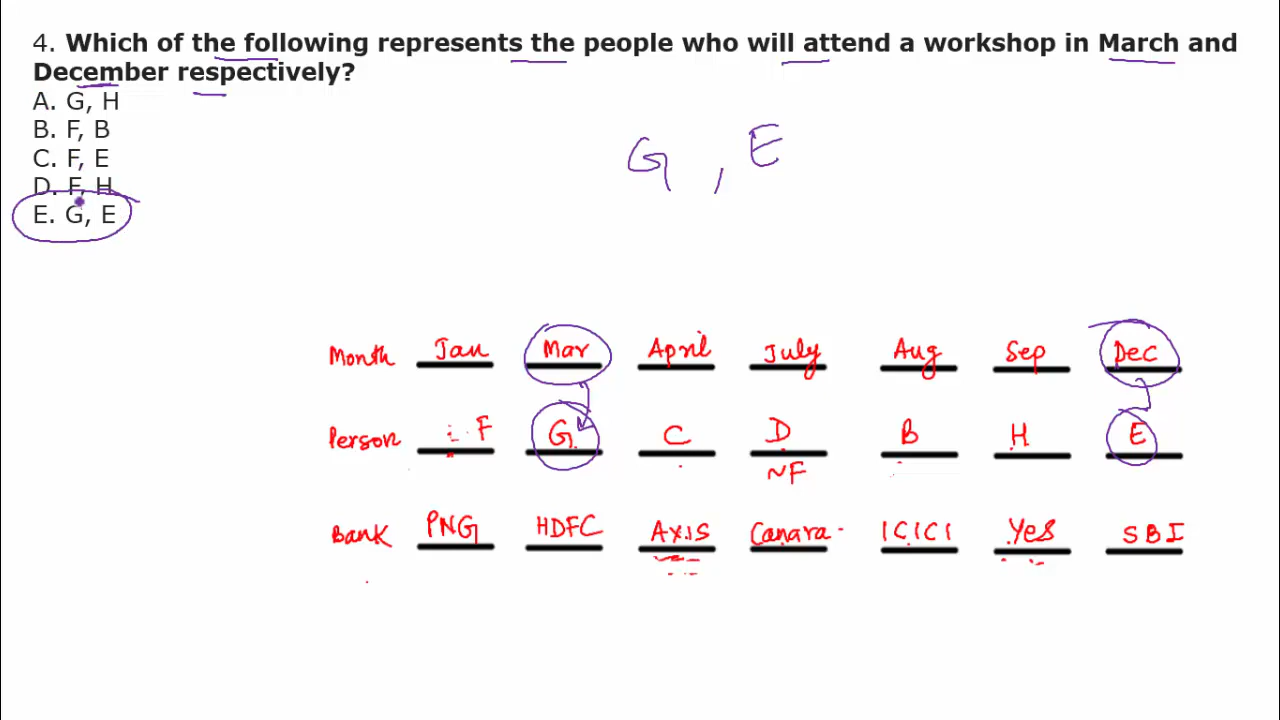 4. Which of the following represents the people who will attend a workshop in March and
December respectively?
A. G, H
B. F, B
C. F, E
D. F, H
E. G, E
G , E
Month Jan Mar April July Aug Sep Dec
Person F G C D B H E
~F
Bank PNG HDFC AXIS Canara ICICI Yes SBI